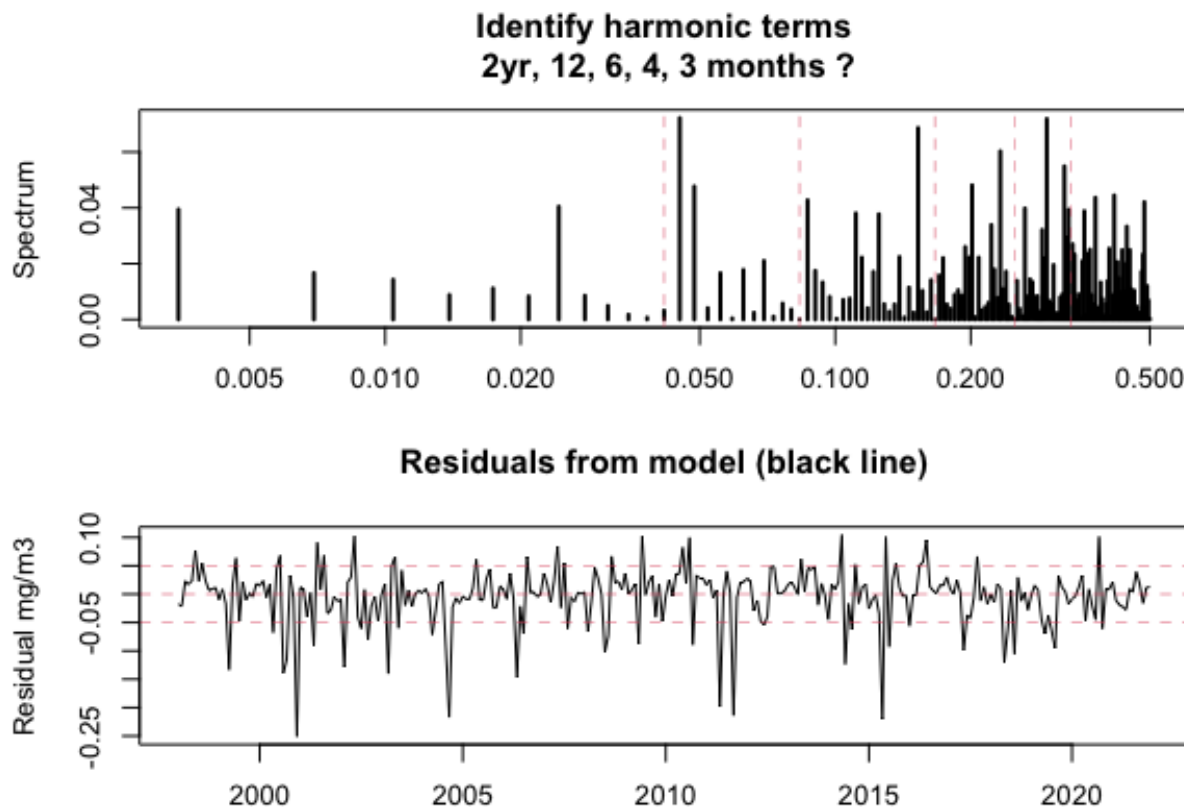 Identify harmonic terms
2yr, 12, 6, 4, 3 months ?
Spectrum
0.04
0.00
0.005 0.010 0.020 0.050 0.100 0.200 0.500
Residuals from model (black line)
Residual mg/m3
0.10
-0.05
-0.25
2000 2005 2010 2015 2020